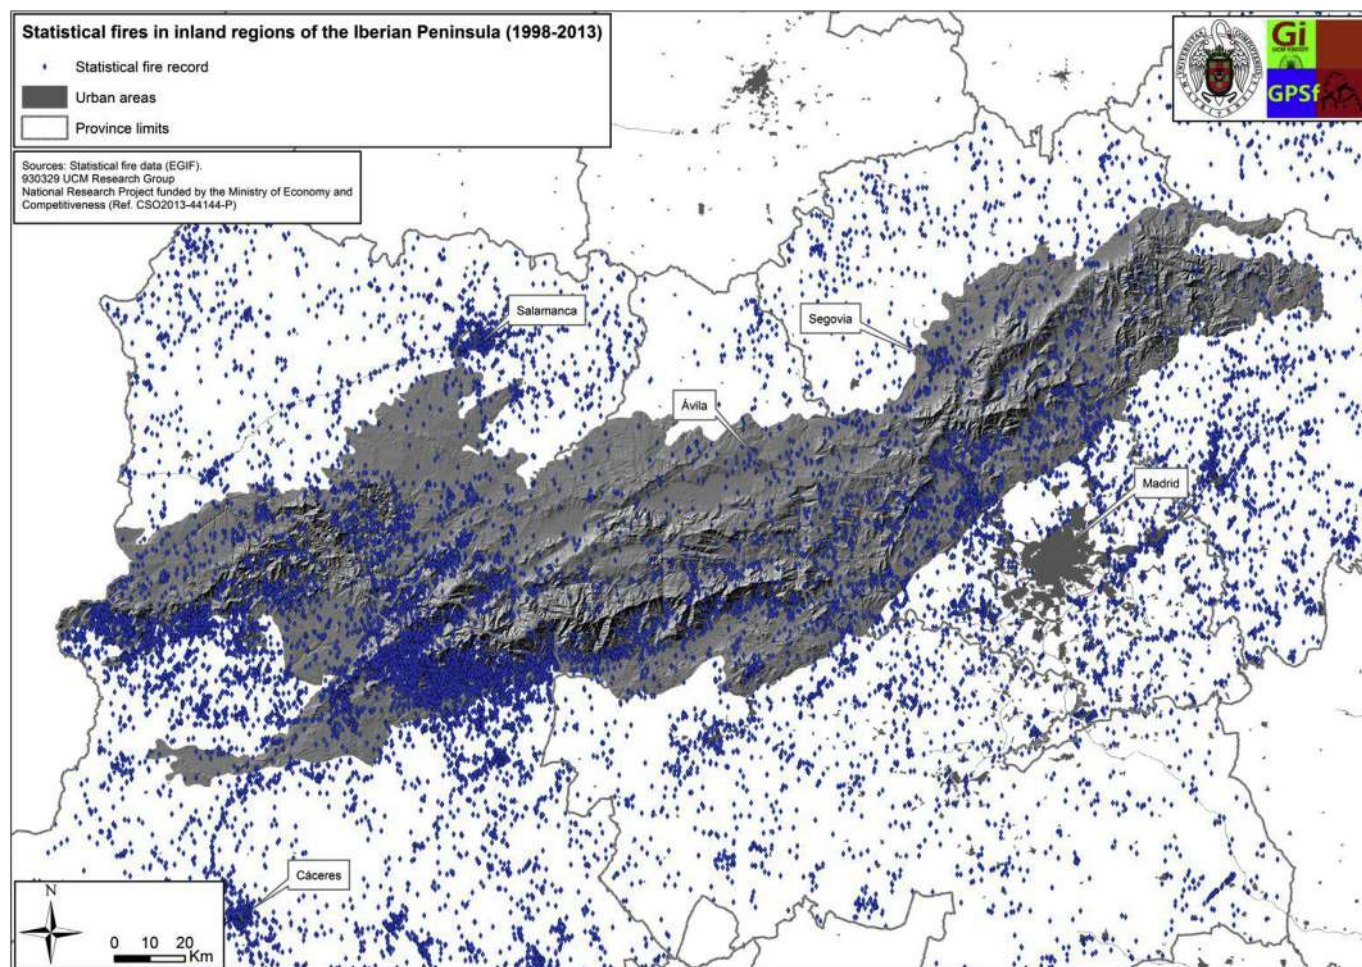 Statistical fires in inland regions of the Iberian Peninsula (1998-2013)
Statistical fire record
Urban areas
Province limits
Sources: Statistical fire data (EGIF).
930329 UCM Research Group
National Research Project funded by the Ministry of Economy and
Competitiveness (Ref. CSO2013-44144-P)
Gi
GPSf
Salamanca
Segovia
Ávila
Madrid
Cáceres
N
0 10 20
Km